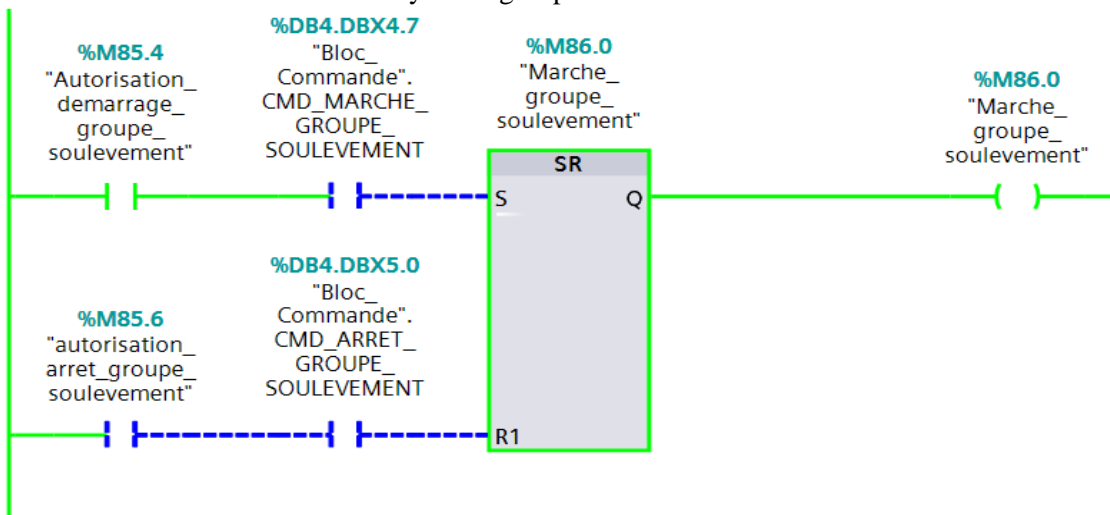 %M85.4
"Autorisation_
demarrage_
groupe_
soulevement"
%DB4.DBX4.7
"Bloc_
Commande".
CMD_MARCHE_
GROUPE_
SOULEVEMENT
%M86.0
"Marche_
groupe_
soulevement"
SR
S
Q
%M86.0
"Marche_
groupe_
soulevement"
%M85.6
"autorisation_
arret_groupe_
soulevement"
%DB4.DBX5.0
"Bloc_
Commande".
CMD_ARRET_
GROUPE_
SOULEVEMENT
R1